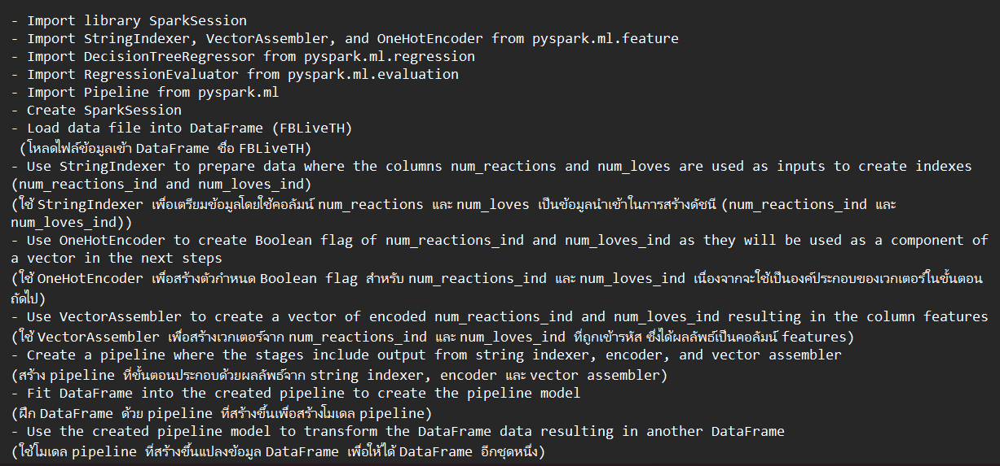 - Import library SparkSession
- Import StringIndexer, VectorAssembler, and OneHotEncoder from pyspark.ml.feature
- Import DecisionTreeRegressor from pyspark.ml.regression
- Import RegressionEvaluator from pyspark.ml.evaluation
- Import Pipeline from pyspark.ml
- Create SparkSession
- Load data file into DataFrame (FBLiveTH)
(โหลดไฟล์ข้อมูลเข้า DataFrame ชื่อ FBLiveTH)
- Use StringIndexer to prepare data where the columns num_reactions and num_loves are used as inputs to create indexes
(num_reactions_ind and num_loves_ind)
(ใช้ StringIndexer เพื่อเตรียมข้อมูลโดยใช้คอลัมน์ num_reactions และ num_loves เป็นข้อมูลนำเข้าในการสร้างดัชนี (num_reactions_ind และ
num_loves_ind))
- Use OneHotEncoder to create Boolean flag of num_reactions_ind and num_loves_ind as they will be used as a component of
a vector in the next steps
(ใช้ OneHotEncoder เพื่อสร้างตัวกำหนด Boolean flag สำหรับ num_reactions_ind และ num_loves_ind เนื่องจากจะใช้เป็นองค์ประกอบของเวกเตอร์ในขั้นตอน
ถัดไป)
- Use VectorAssembler to create a vector of encoded num_reactions_ind and num_loves_ind resulting in the column features
(ใช้ VectorAssembler เพื่อสร้างเวกเตอร์จาก num_reactions_ind และ num_loves_ind ที่ถูกเข้ารหัส ซึ่งได้ผลลัพธ์เป็นคอลัมน์ features)
- Create a pipeline where the stages include output from string indexer, encoder, and vector assembler
(สร้าง pipeline ที่ขั้นตอนประกอบด้วยผลลัพธ์จาก string indexer, encoder และ vector assembler)
- Fit DataFrame into the created pipeline to create the pipeline model
(ฝึก DataFrame ด้วย pipeline ที่สร้างขึ้นเพื่อสร้างโมเดล pipeline)
- Use the created pipeline model to transform the DataFrame data resulting in another DataFrame
(ใช้โมเดล pipeline ที่สร้างขึ้นแปลงข้อมูล DataFrame เพื่อให้ได้ DataFrame อีกชุดหนึ่ง)